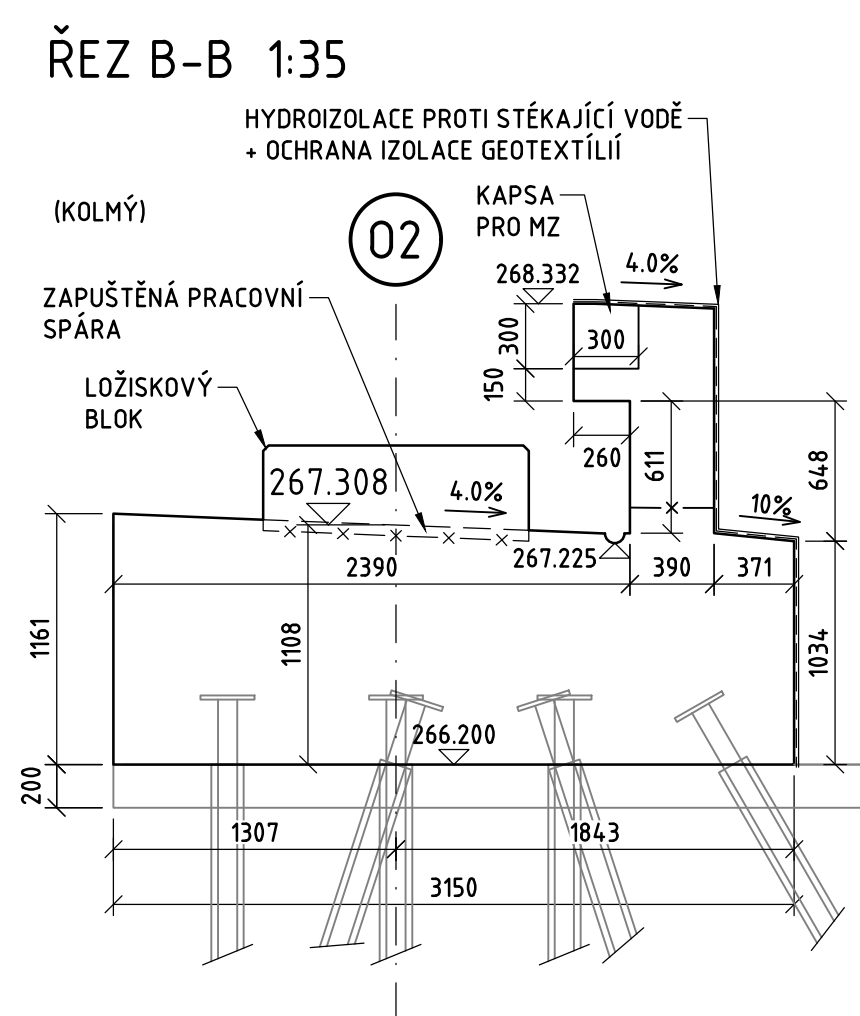 ŘEZ B-B 1:35
HYDROIZOLACE PROTI STÉKAJÍCÍ VODĚ
+ OCHRANA IZOLACE GEOTEXTÍLIÍ
(KOLMÝ)
02
KAPSA
PRO MZ
4.0%
268.332
ZAPUŠTĚNÁ PRACOVNÍ
SPÁRA
300
300
150
LOŽISKOVÝ
BLOK
260
611
648
267.308
4.0%
10%
267.225
2390
390
371
1161
1108
1034
266.200
200
1307
1843
3150